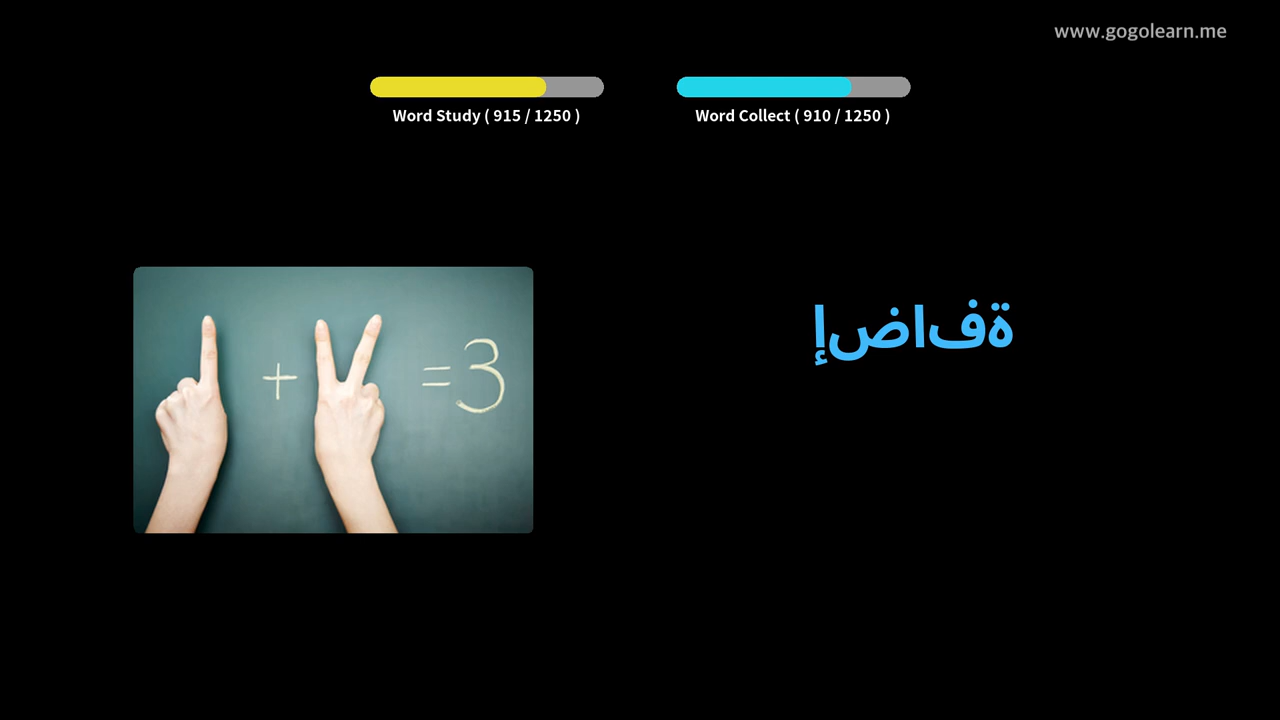 www.gogolearn.me
Word Study ( 915 / 1250 )
Word Collect ( 910 / 1250 )
+ =3
ةفاضإ